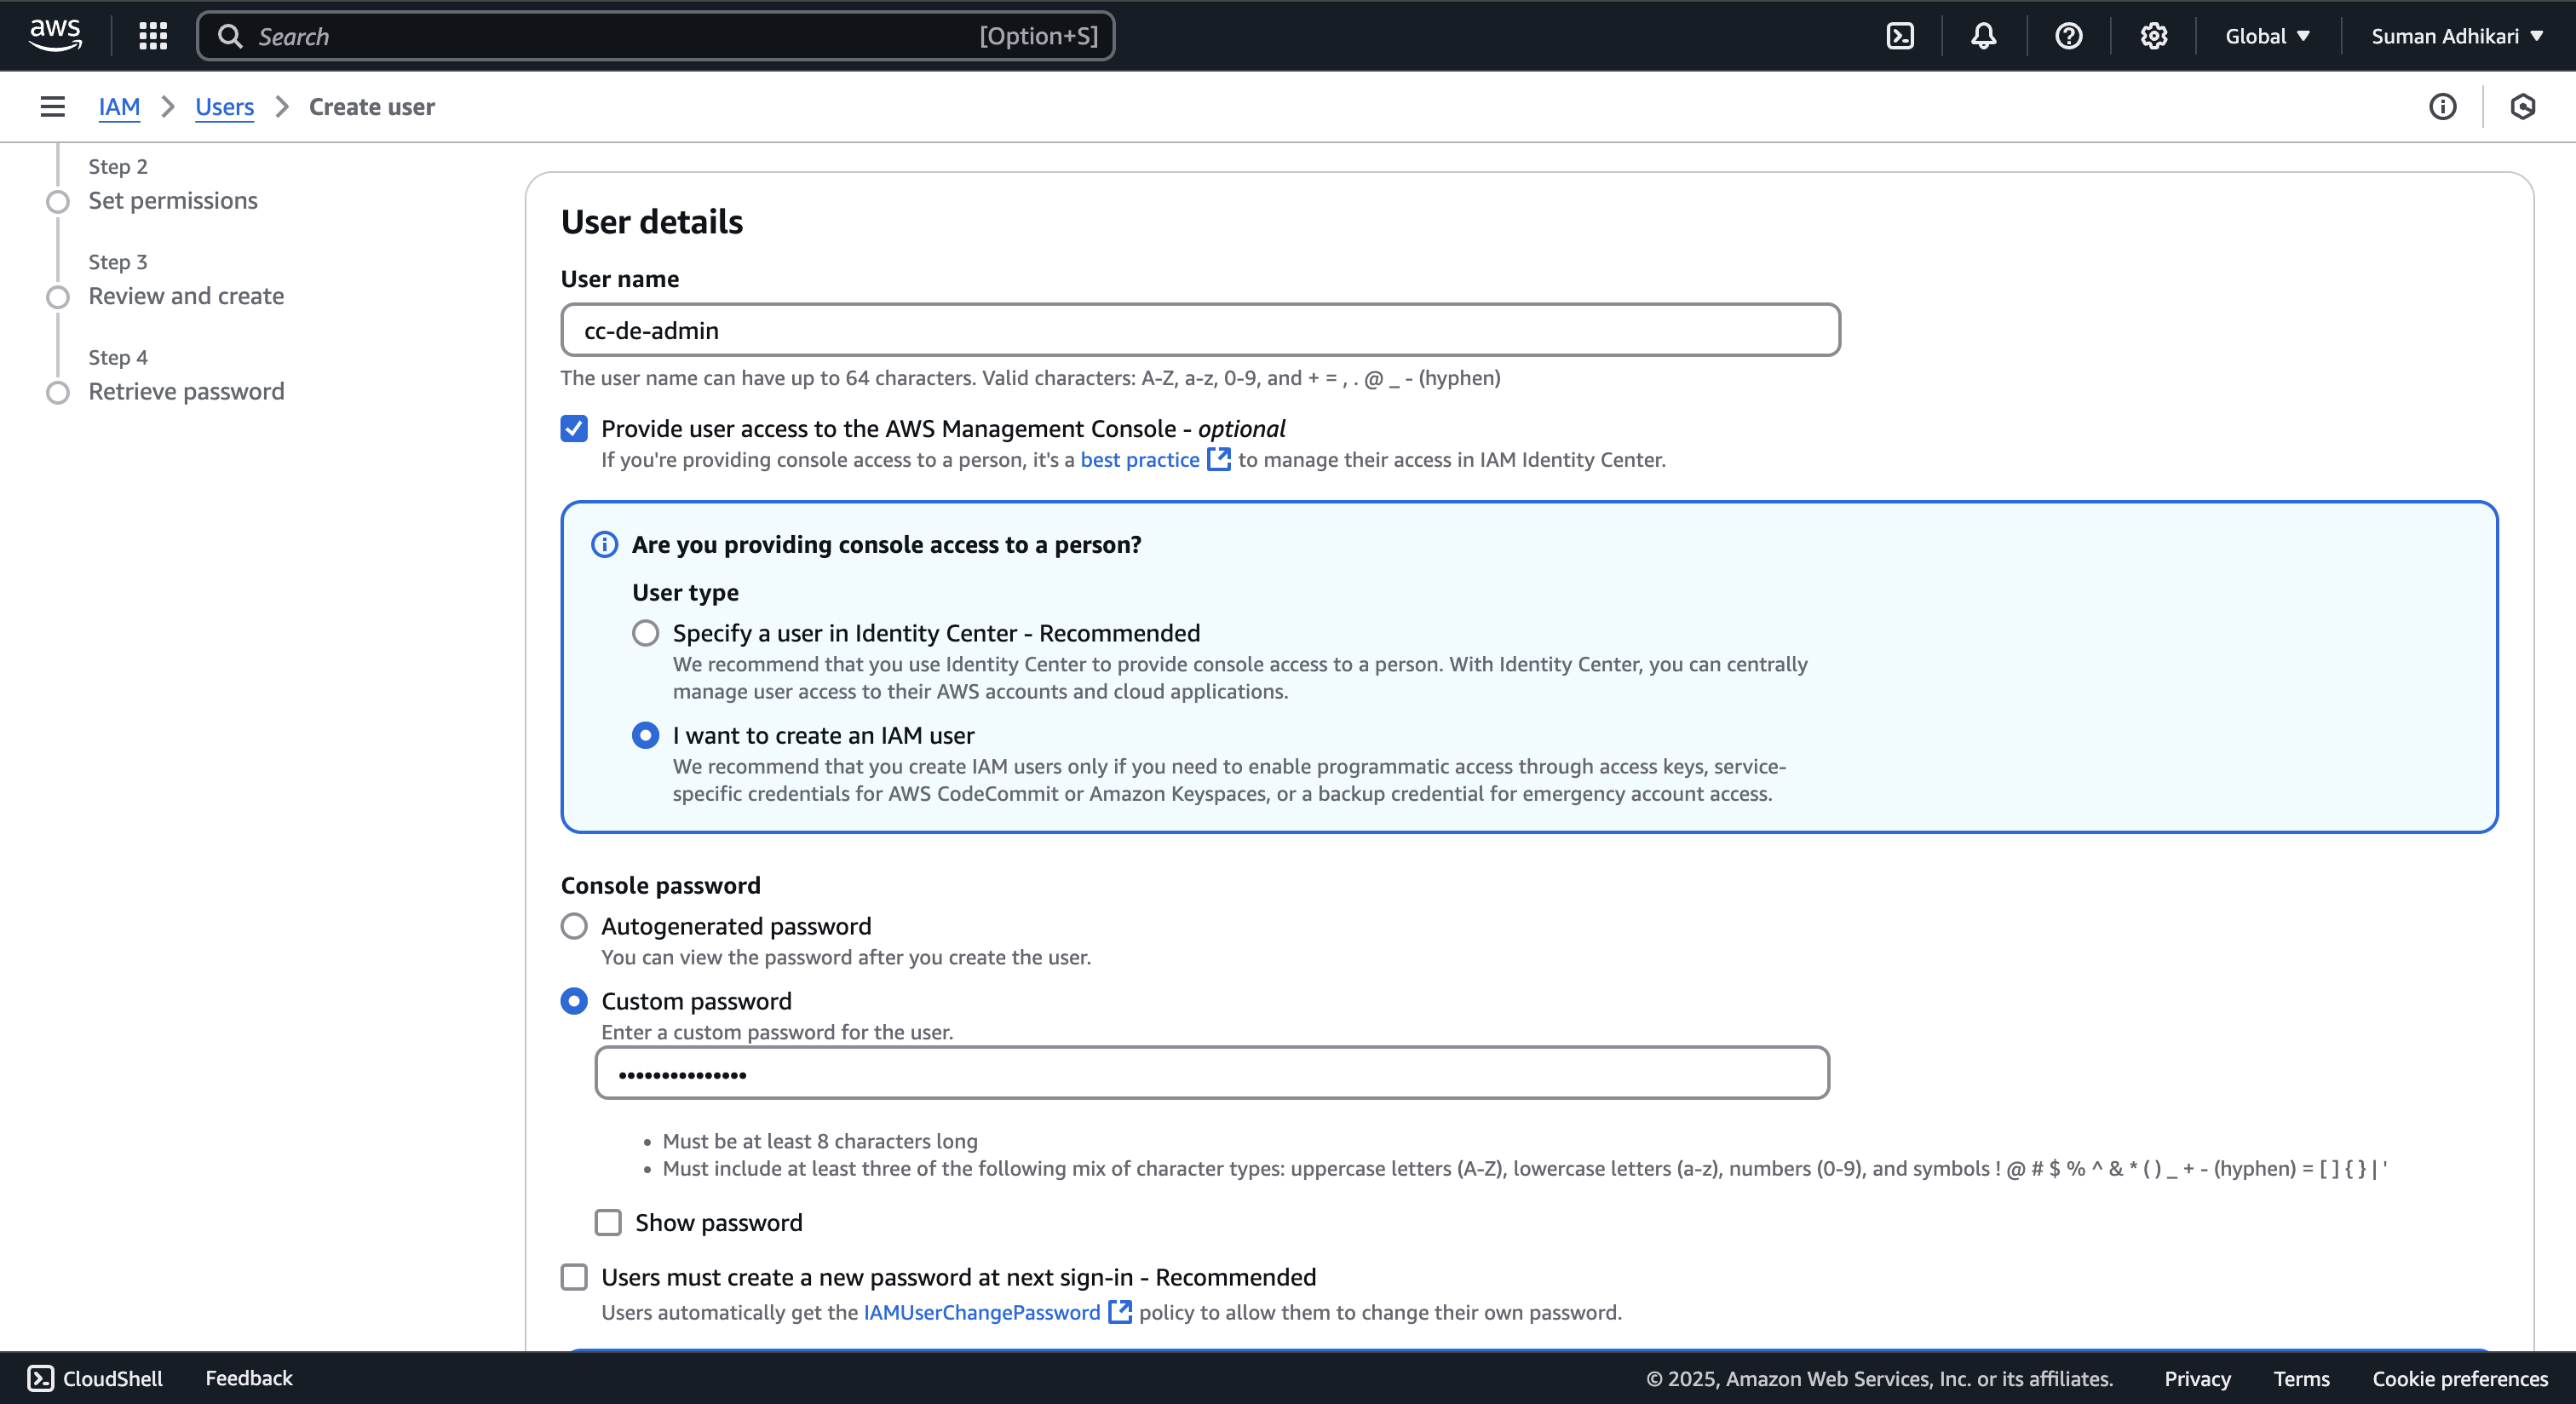 aws
Search
[Option+S]
Global
Suman Adhikari
IAM
Users
Create user
Step 2
Set permissions
Step 3
Review and create
Step 4
Retrieve password
User details
User name
cc-de-admin
The user name can have up to 64 characters. Valid characters: A-Z, a-z, 0-9, and + = , . @ _ - (hyphen)
Provide user access to the AWS Management Console - optional
If you're providing console access to a person, it's a best practice to manage their access in IAM Identity Center.
Are you providing console access to a person?
User type
Specify a user in Identity Center - Recommended
We recommend that you use Identity Center to provide console access to a person. With Identity Center, you can centrally
manage user access to their AWS accounts and cloud applications.
I want to create an IAM user
We recommend that you create IAM users only if you need to enable programmatic access through access keys, service-
specific credentials for AWS CodeCommit or Amazon Keyspaces, or a backup credential for emergency account access.
Console password
Autogenerated password
You can view the password after you create the user.
Custom password
Enter a custom password for the user.
•••••••••••••••
• Must be at least 8 characters long
• Must include at least three of the following mix of character types: uppercase letters (A-Z), lowercase letters (a-z), numbers (0-9), and symbols ! @ # $ % ^ & * ( ) _ + - (hyphen) = [ ] { } | '
Show password
Users must create a new password at next sign-in - Recommended
Users automatically get the IAMUserChangePassword policy to allow them to change their own password.
CloudShell
Feedback
© 2025, Amazon Web Services, Inc. or its affiliates.
Privacy
Terms
Cookie preferences